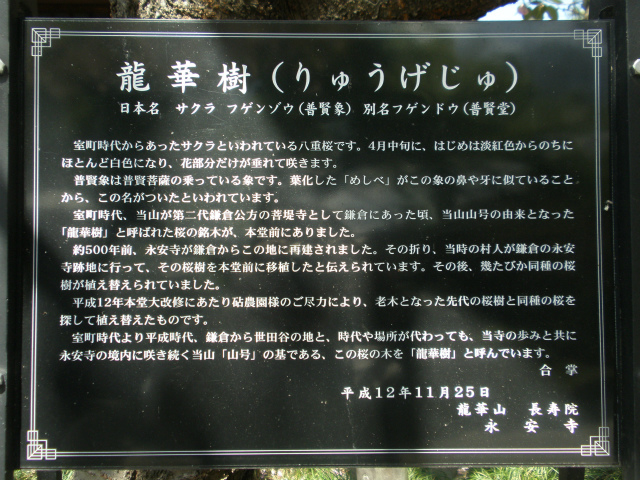 龍華樹(りゅうげじゅ)
日本名 サクラ フゲンゾウ(普賢象) 別名フゲンドウ(普賢堂)
室町時代からあったサクラといわれている八重桜です。4月中旬に、はじめは淡紅色からのちに
ほとんど白色になり、花部分だけが垂れて咲きます。
普賢象は普賢菩薩の乗っている象です。葉化した「めしべ」がこの象の鼻や牙に似ていること
から、この名がついたといわれています。
室町時代、当山が第二代鎌倉公方の菩堤寺として鎌倉にあった頃、当山山号の由来となった
「龍華樹」と呼ばれた桜の銘木が、本堂前にありました。
約500年前、永安寺が鎌倉からこの地に再建されました。その折り、当時の村人が鎌倉の永安
寺跡地に行って、その桜樹を本堂前に移植したと伝えられています。その後、幾たびか同種の桜
樹が植え替えられていました。
平成12年本堂大改修にあたり砧農園様のご尽力により、老木となった先代の桜樹と同種の桜を
探して植え替えたものです。
室町時代より平成時代、鎌倉から世田谷の地と、時代や場所が代わっても、当寺の歩みと共に
永安寺の境内に咲き続く当山「山号」の基である、この桜の木を「龍華樹」と呼んでいます。
合掌
平成12年11月25日
龍華山 長寿院
永安寺